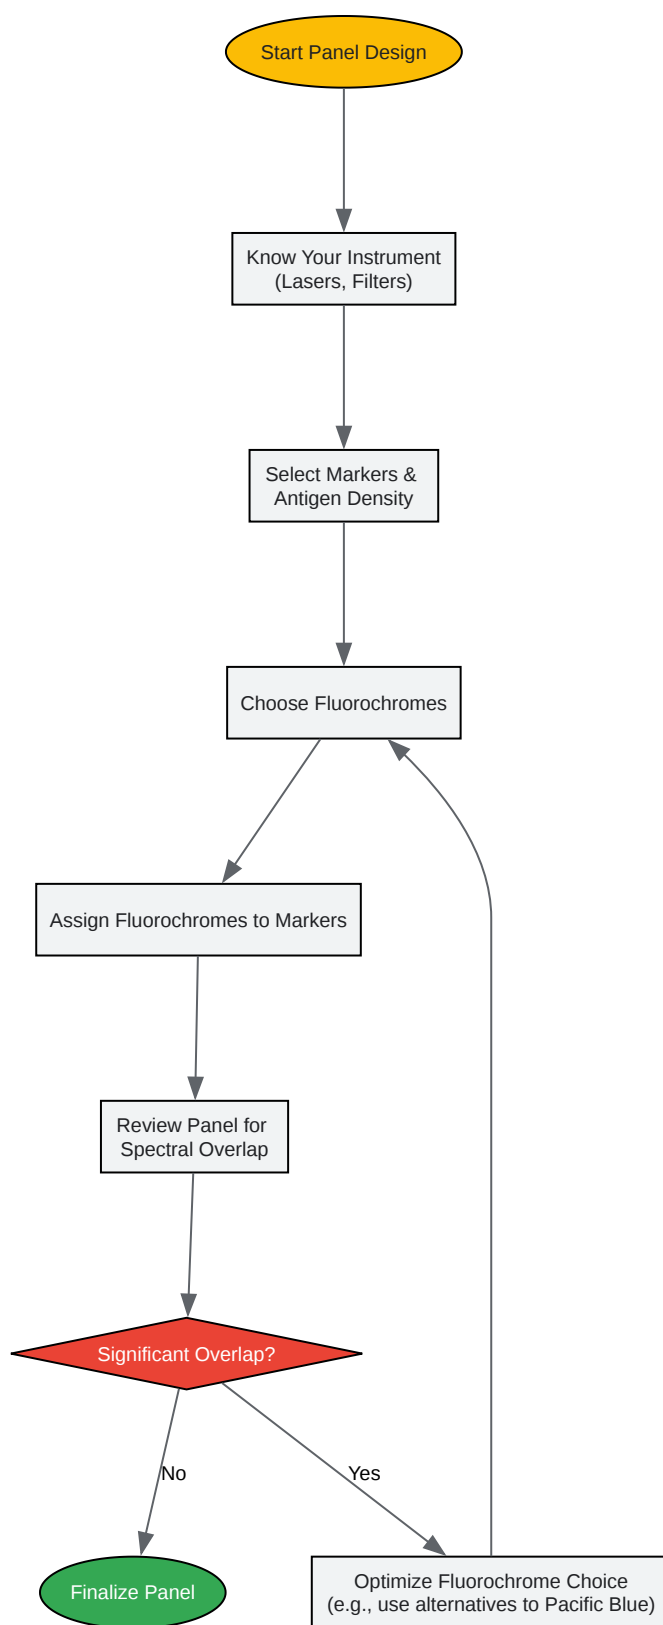 Start Panel Design
Know Your Instrument
(Lasers, Filters)
Select Markers &
Antigen Density
Choose Fluorochromes
Assign Fluorochromes to Markers
Review Panel for
Spectral Overlap
Significant Overlap?
No
Yes
Finalize Panel
Optimize Fluorochrome Choice
(e.g., use alternatives to Pacific Blue)